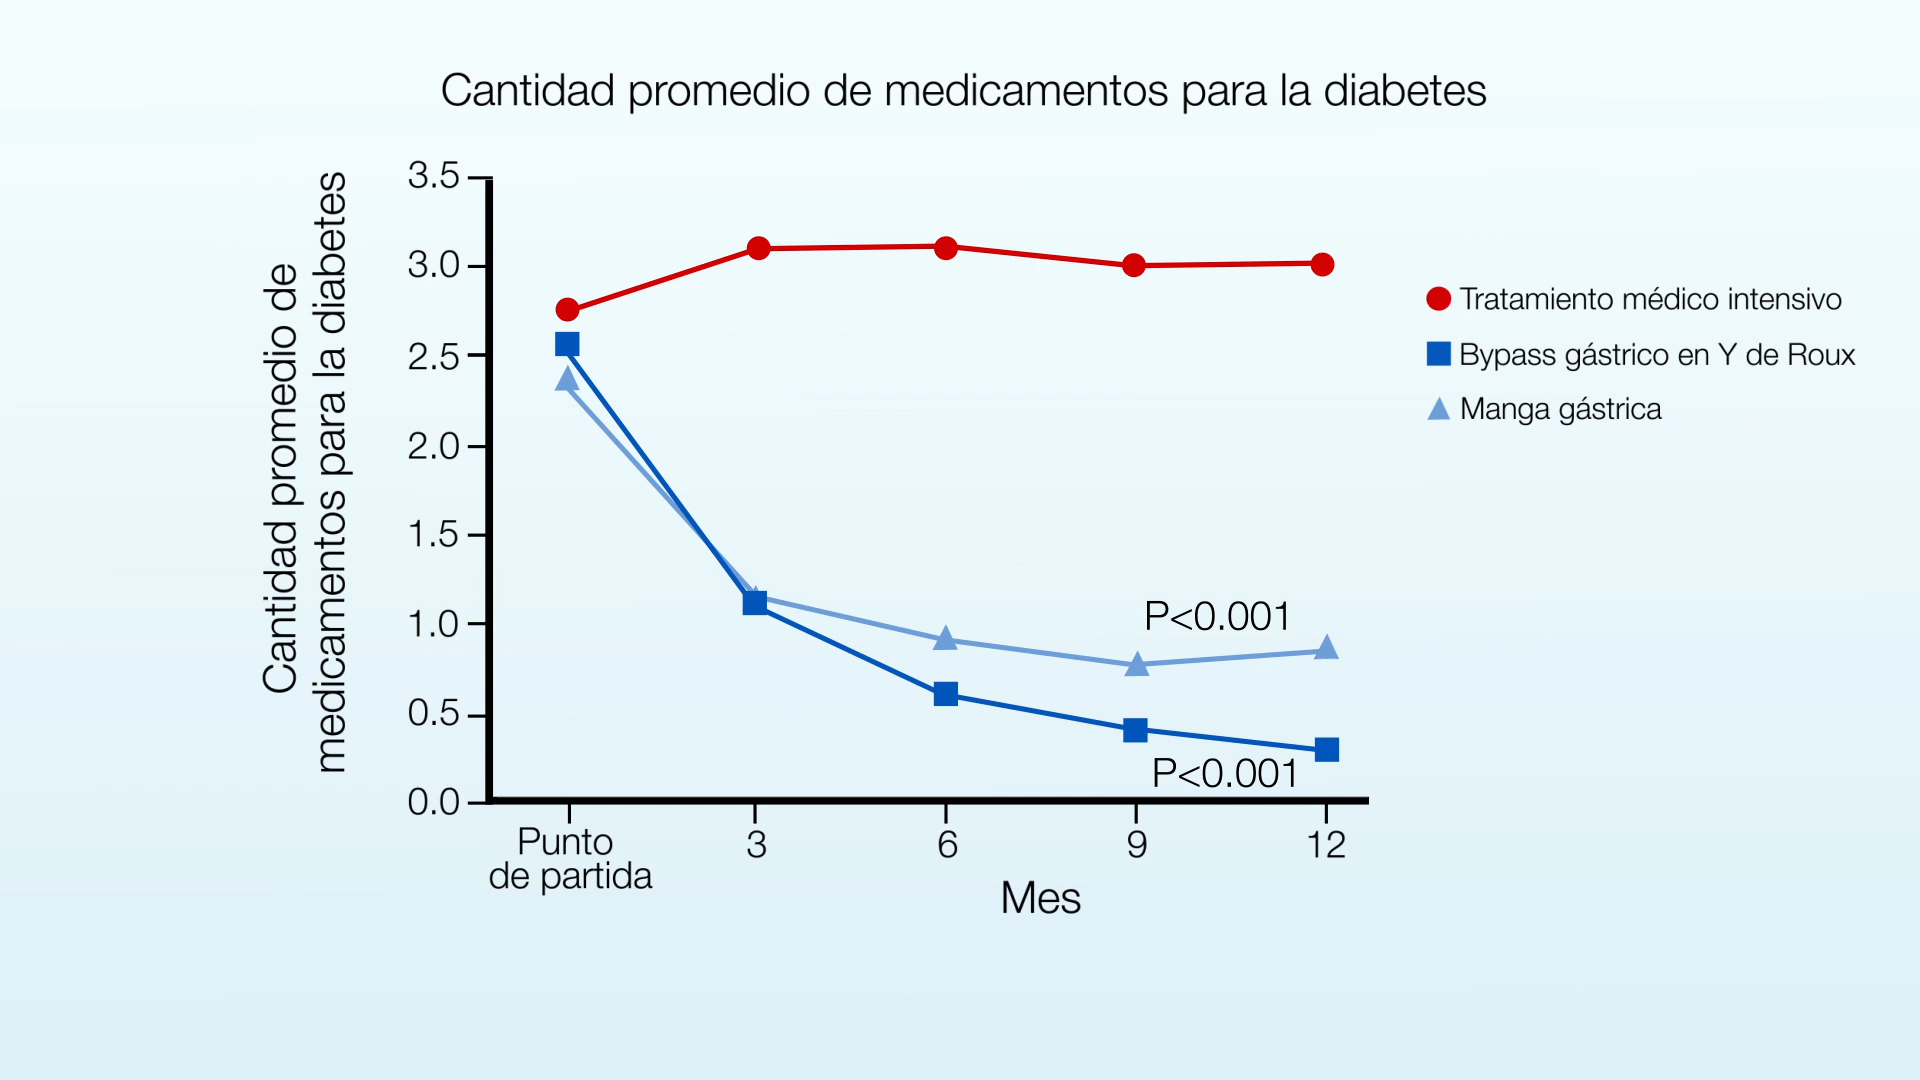 Cantidad promedio de medicamentos para la diabetes
Cantidad promedio de
medicamentos para la diabetes
3.5
3.0
2.5
2.0
1.5
1.0
0.5
0.0
Tratamiento médico intensivo
Bypass gástrico en Y de Roux
Manga gástrica
P<0.001
P<0.001
Punto
de partida
3
6
9
12
Mes